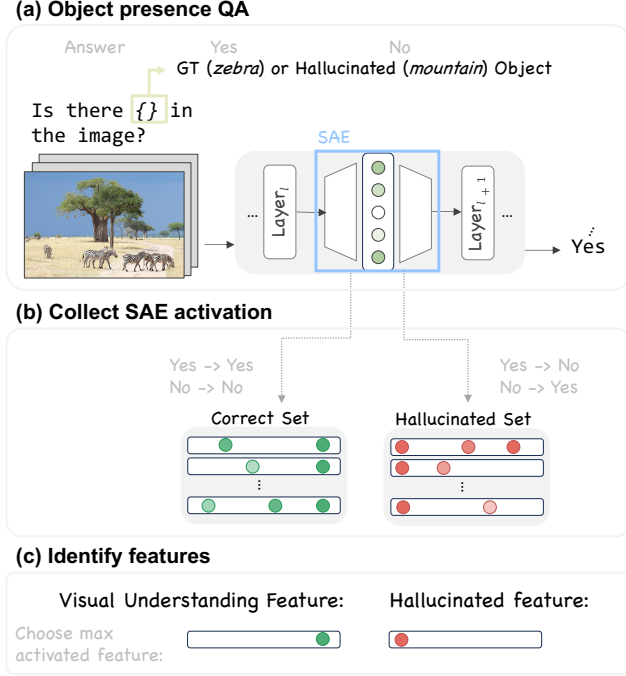 (a) Object presence QA
Answer Yes No
GT (zebra) or Hallucinated (mountain) Object
Is there {} in
the image?
SAE
... Layer_l ... Layer_{l + 1} ...
Yes
(b) Collect SAE activation
Yes -> Yes
No -> No
Yes -> No
No -> Yes
Correct Set
Hallucinated Set
...
...
(c) Identify features
Visual Understanding Feature:
Hallucinated feature:
Choose max
activated feature: